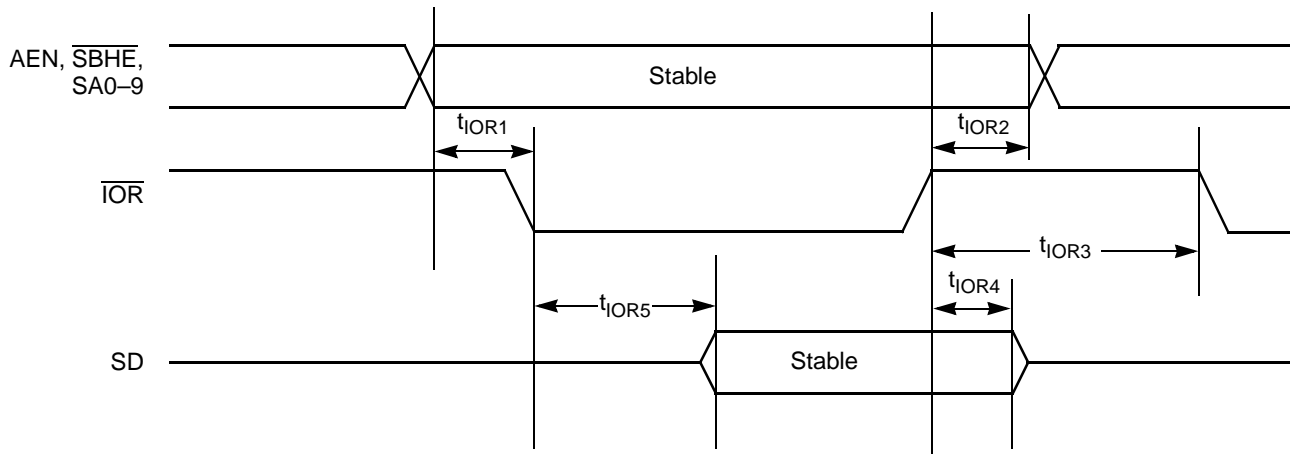 AEN, SBHE,
SA0–9
Stable
tIOR1
tIOR2
IOR
tIOR3
tIOR4
tIOR5
SD
Stable